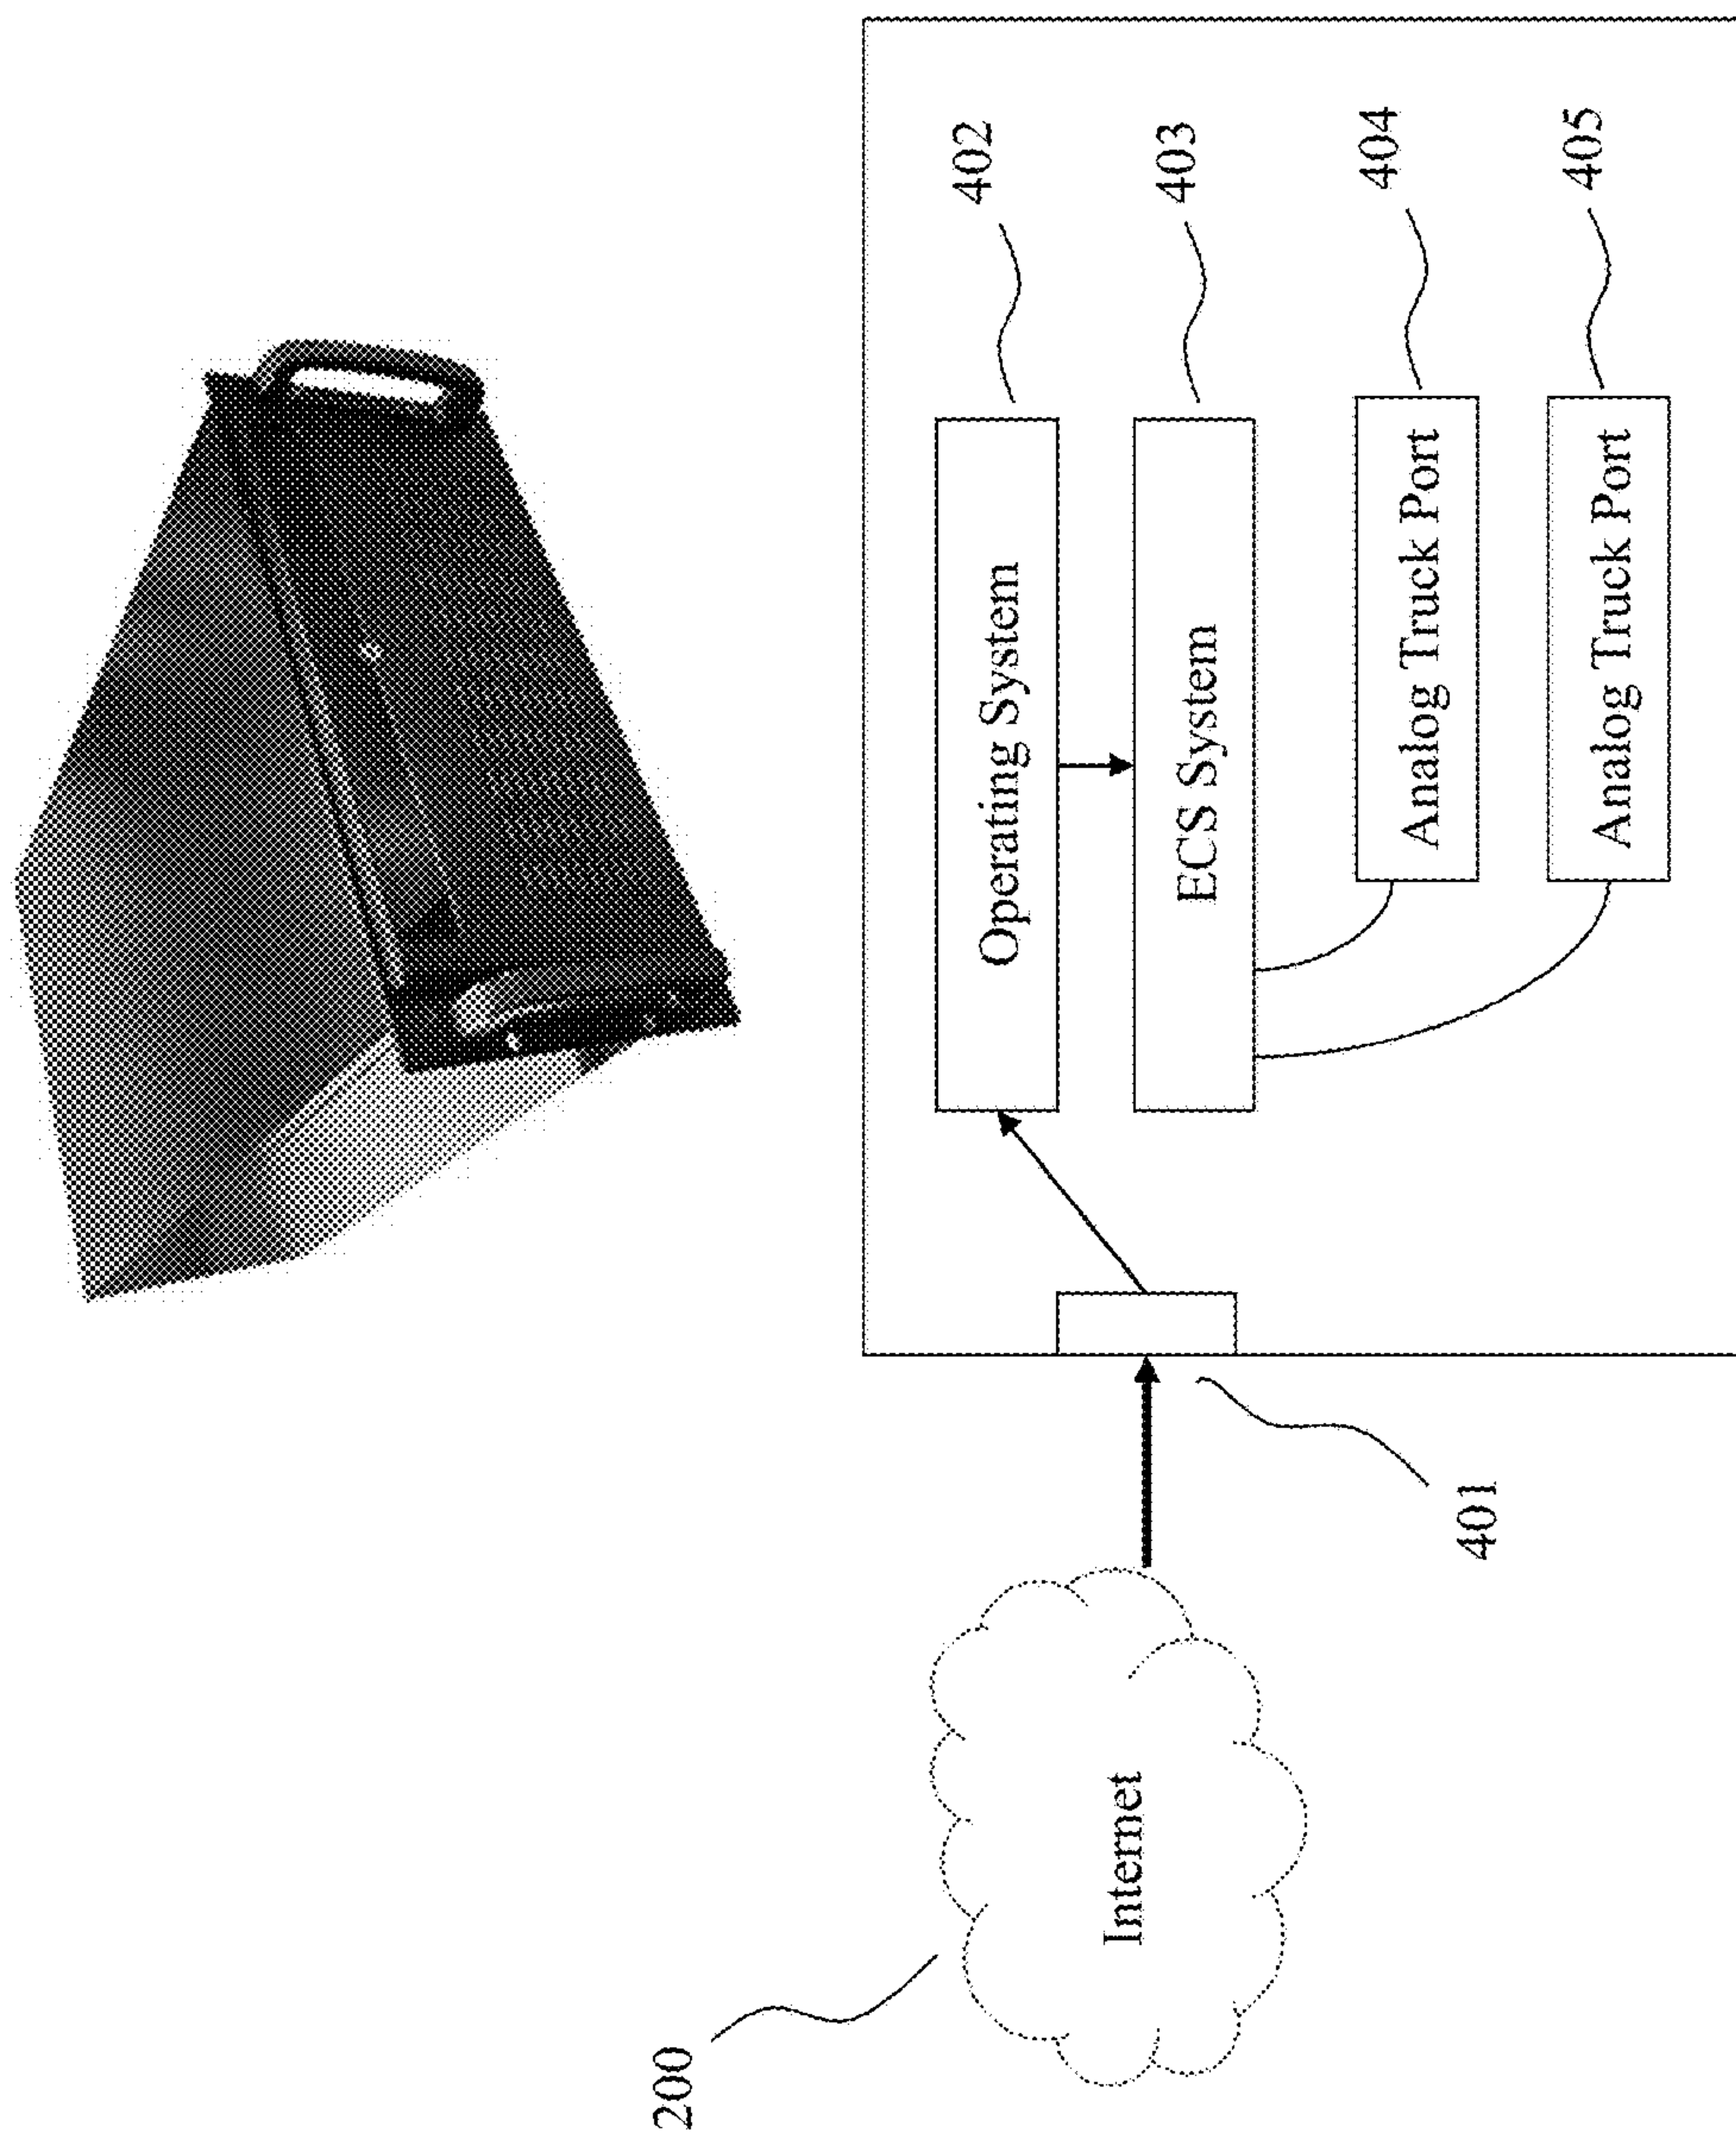 200
Internet
401
Operating System
402
ECS System
403
Analog Truck Port
404
Analog Truck Port
405